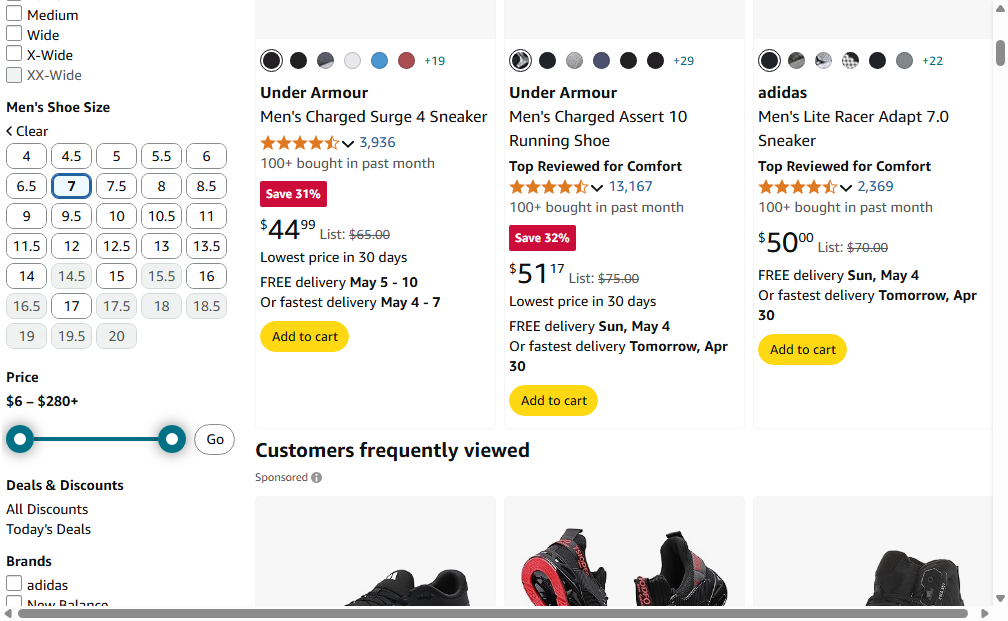 Medium
Wide
X-Wide
XX-Wide
Men's Shoe Size
Clear
4 4.5 5 5.5 6
6.5 7 7.5 8 8.5
9 9.5 10 10.5 11
11.5 12 12.5 13 13.5
14 14.5 15 15.5 16
16.5 17 17.5 18 18.5
19 19.5 20
Price
$6 – $280+
Go
Deals & Discounts
All Discounts
Today's Deals
Brands
adidas
New Balance
+19
Under Armour
Men's Charged Surge 4 Sneaker
3,936
100+ bought in past month
Save 31%
$44 99 List: $65.00
Lowest price in 30 days
FREE delivery May 5 - 10
Or fastest delivery May 4 - 7
Add to cart
+29
Under Armour
Men's Charged Assert 10
Running Shoe
Top Reviewed for Comfort
13,167
100+ bought in past month
Save 32%
$51 17 List: $75.00
Lowest price in 30 days
FREE delivery Sun, May 4
Or fastest delivery Tomorrow, Apr
30
Add to cart
+22
adidas
Men's Lite Racer Adapt 7.0
Sneaker
Top Reviewed for Comfort
2,369
100+ bought in past month
$50 00 List: $70.00
FREE delivery Sun, May 4
Or fastest delivery Tomorrow, Apr
30
Add to cart
Customers frequently viewed
Sponsored